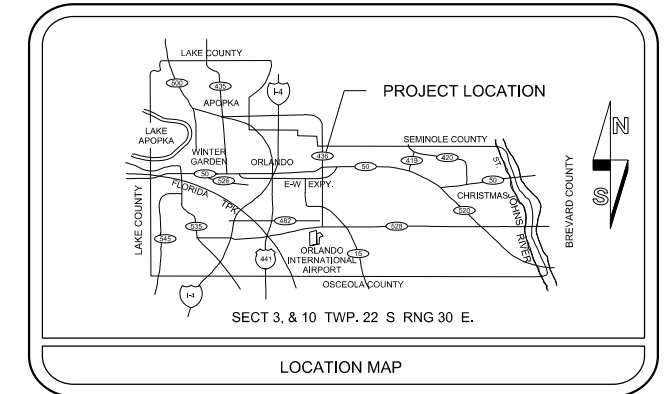 LAKE COUNTY
500
435
I-4
APOPKA
PROJECT LOCATION
N
S
LAKE
APOPKA
SEMINOLE COUNTY
WINTER
GARDEN
ORLANDO
436
50
419
420
ST.
JOHNS
RIVER
50
526
E-W EXPY.
50
CHRISTMAS
BREVARD COUNTY
FLORIDA
TPK
LAKE COUNTY
482
520
535
528
545
441
ORLANDO
INTERNATIONAL
AIRPORT
15
OSCEOLA COUNTY
I-4
SECT 3, & 10 TWP. 22 S RNG 30 E.
LOCATION MAP